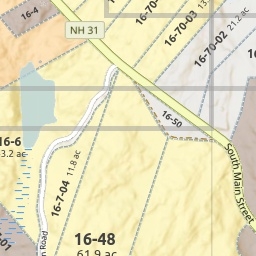 16-4
NH 31
16-70-03
13.
16-70-02
21.2 ac
16-50
South Main Street
16-6
3.2 ac
11.8 ac
16-7-04
Road
16-48
61.9 ac